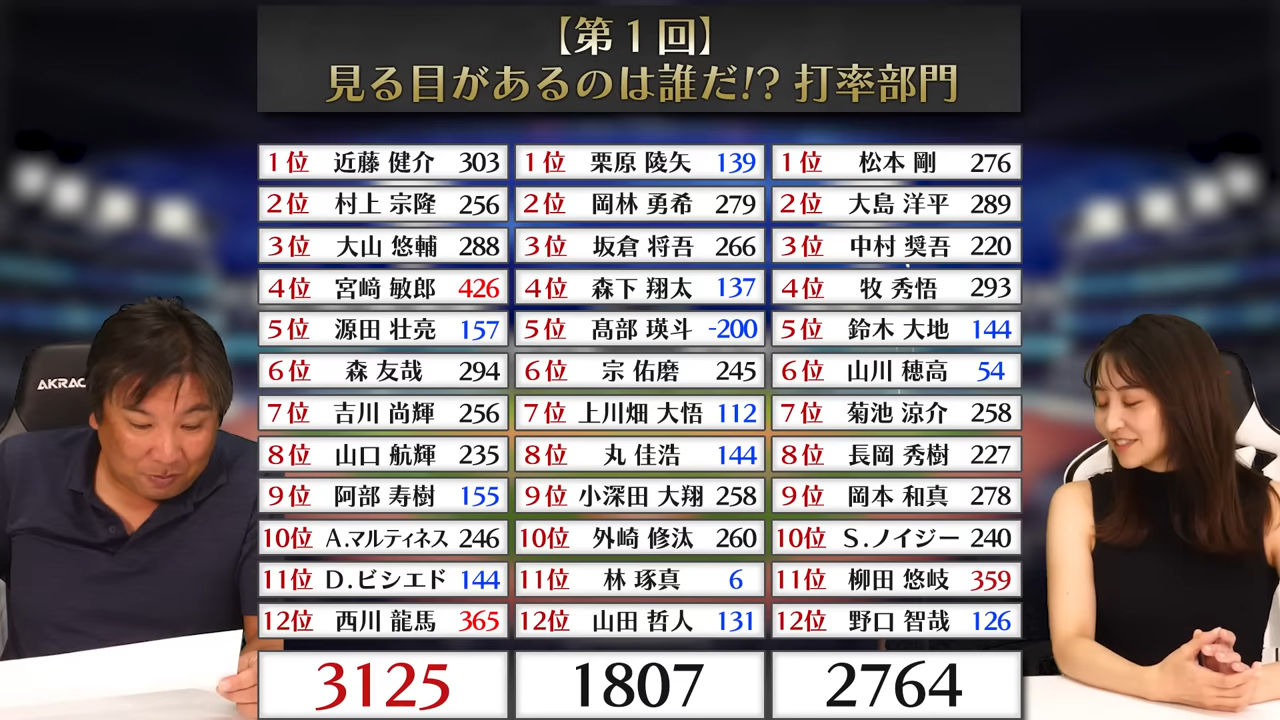 【第1回】
見る目があるのは誰だ!? 打率部門
1位 近藤 健介 303
2位 村上 宗隆 256
3位 大山 悠輔 288
4位 宮﨑 敏郎 426
5位 源田 壮亮 157
6位 森 友哉 294
7位 吉川 尚輝 256
8位 山口 航輝 235
9位 阿部 寿樹 155
10位 A.マルティネス 246
11位 D.ビシエド 144
12位 西川 龍馬 365
3125
1位 栗原 陵矢 139
2位 岡林 勇希 279
3位 坂倉 将吾 266
4位 森下 翔太 137
5位 髙部 瑛斗 -200
6位 宗 佑磨 245
7位 上川畑 大悟 112
8位 丸 佳浩 144
9位 小深田 大翔 258
10位 外崎 修汰 260
11位 林 琢真 6
12位 山田 哲人 131
1807
1位 松本 剛 276
2位 大島 洋平 289
3位 中村 奨吾 220
4位 牧 秀悟 293
5位 鈴木 大地 144
6位 山川 穂高 54
7位 菊池 涼介 258
8位 長岡 秀樹 227
9位 岡本 和真 278
10位 S.ノイジー 240
11位 柳田 悠岐 359
12位 野口 智哉 126
2764
AKRAC